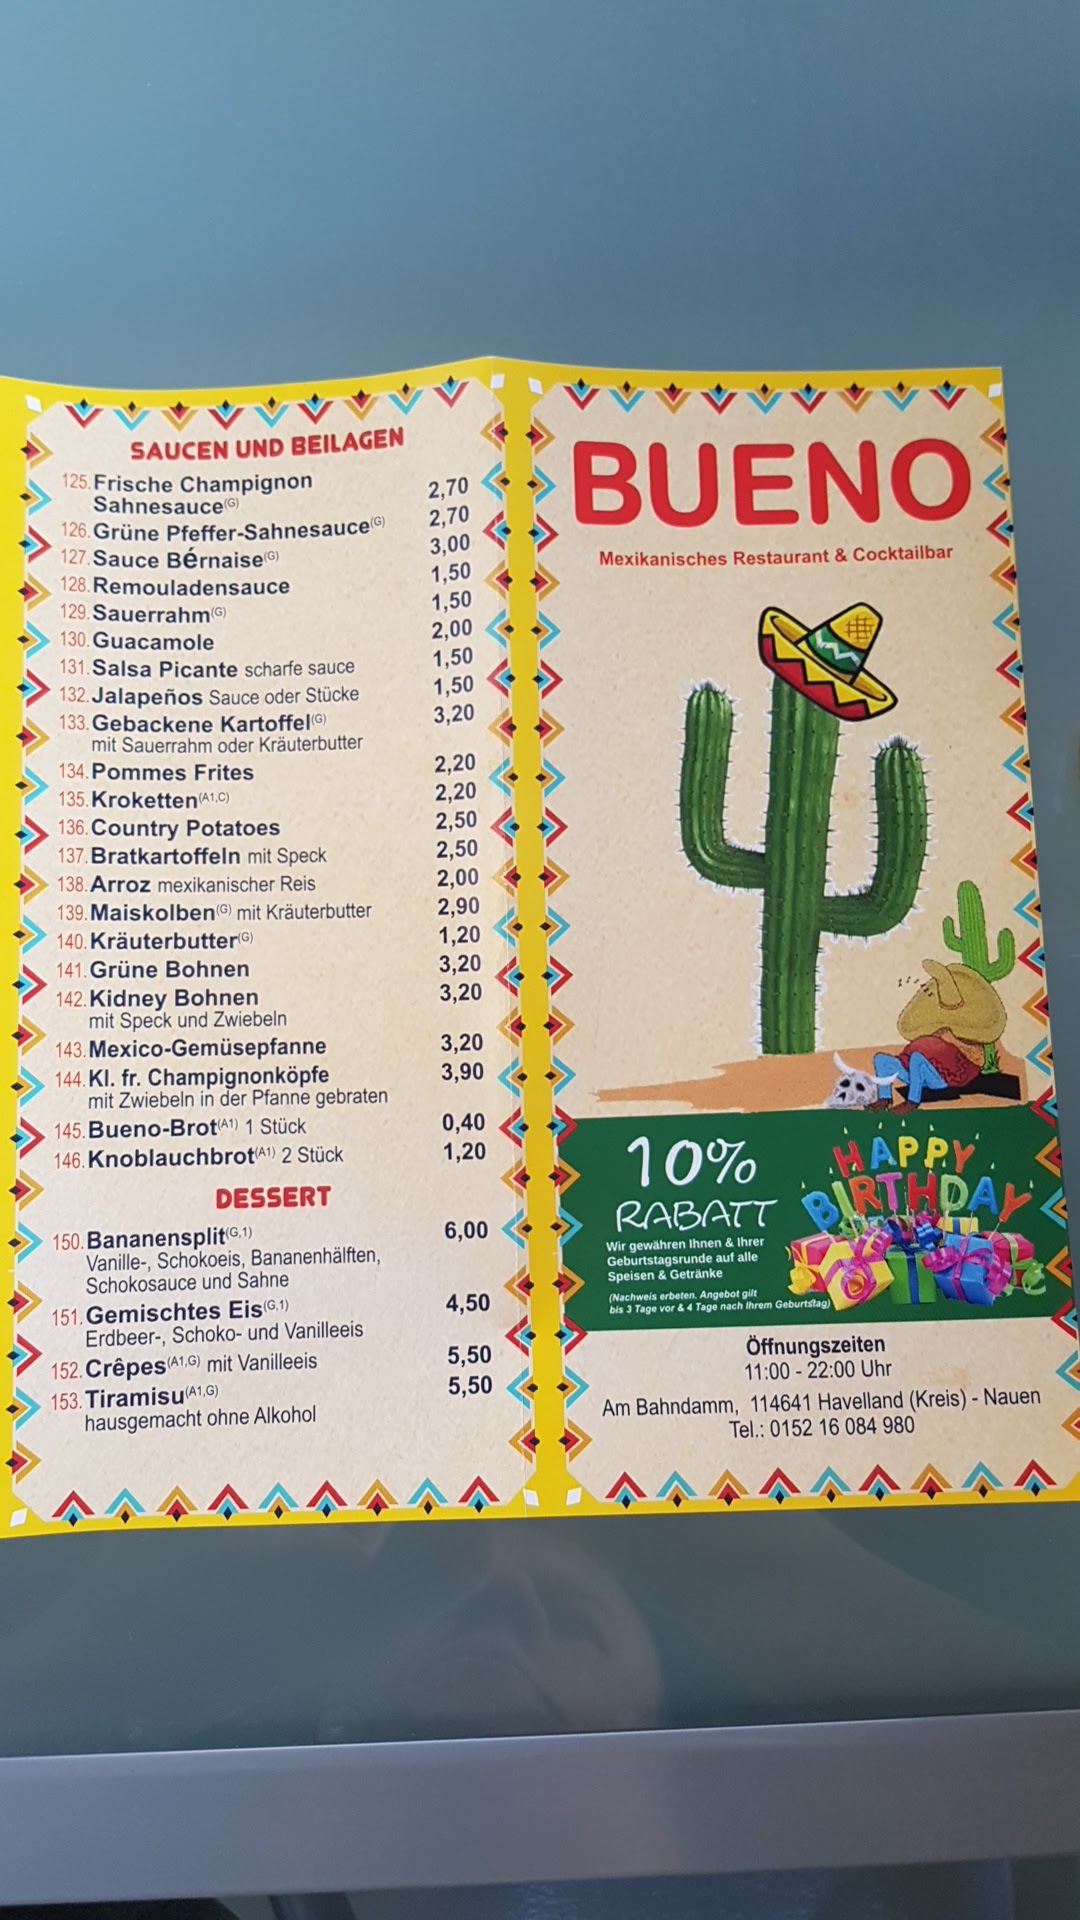 SAUCEN UND BEILAGEN
125. Frische Champignon
Sahnesauce(G) 2,70
126. Grüne Pfeffer-Sahnesauce(G) 2,70
127. Sauce Bérnaise(G) 3,00
128. Remouladensauce 1,50
129. Sauerrahm(G) 1,50
130. Guacamole 2,00
131. Salsa Picante scharfe sauce 1,50
132. Jalapeños Sauce oder Stücke 1,50
133. Gebackene Kartoffel(G) 3,20
mit Sauerrahm oder Kräuterbutter
134. Pommes Frites 2,20
135. Kroketten(A1,C) 2,20
136. Country Potatoes 2,50
137. Bratkartoffeln mit Speck 2,50
138. Arroz mexikanischer Reis 2,00
139. Maiskolben(G) mit Kräuterbutter 2,90
140. Kräuterbutter(G) 1,20
141. Grüne Bohnen 3,20
142. Kidney Bohnen 3,20
mit Speck und Zwiebeln
143. Mexico-Gemüsepfanne 3,20
144. Kl. fr. Champignonköpfe 3,90
mit Zwiebeln in der Pfanne gebraten
145. Bueno-Brot(A1) 1 Stück 0,40
146. Knoblauchbrot(A1) 2 Stück 1,20
DESSERT
150. Bananensplit(G,1) 6,00
Vanille-, Schokoeis, Bananenhälften,
Schokosauce und Sahne
151. Gemischtes Eis(G,1) 4,50
Erdbeer-, Schoko- und Vanilleeis
152. Crêpes(A1,G) mit Vanilleeis 5,50
153. Tiramisu(A1,G) 5,50
hausgemacht ohne Alkohol
BUENO
Mexikanisches Restaurant & Cocktailbar
zzzzz
10%
RABATT
Wir gewähren Ihnen & Ihrer
Geburtstagsrunde auf alle
Speisen & Getränke
(Nachweis erbeten. Angebot gilt
bis 3 Tage vor & 4 Tage nach Ihrem Geburtstag)
HAPPY
BIRTHDAY
Öffnungszeiten
11:00 - 22:00 Uhr
Am Bahndamm, 114641 Havelland (Kreis) - Nauen
Tel.: 0152 16 084 980